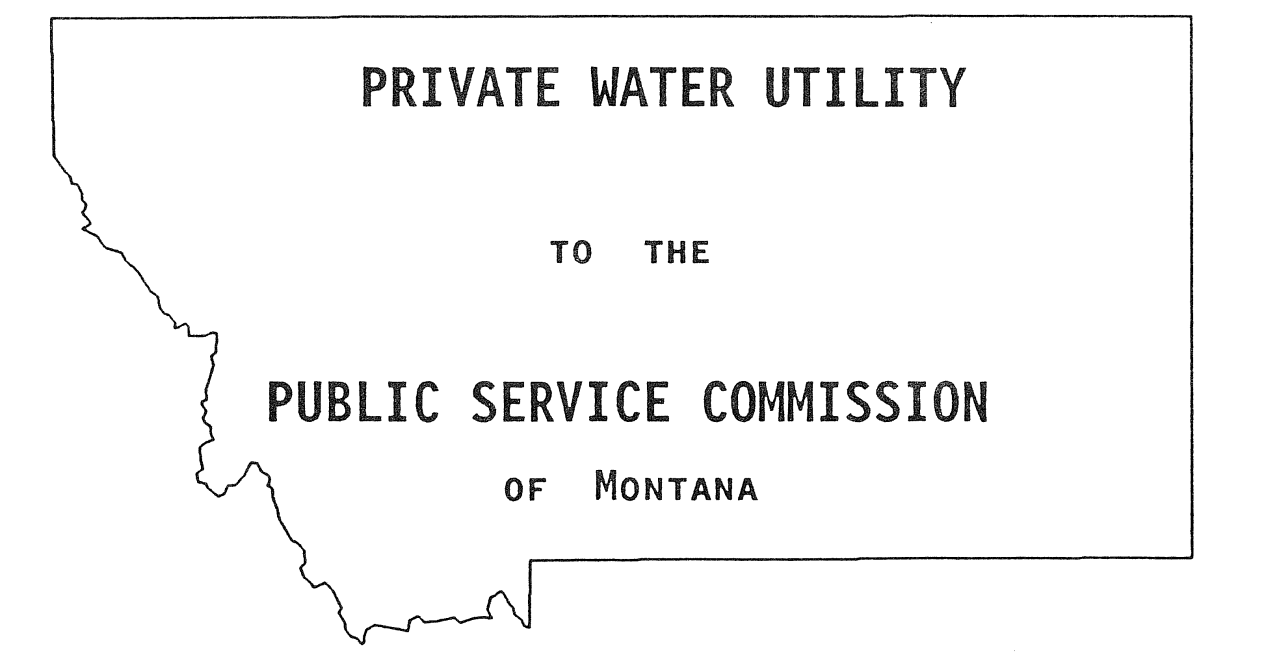 PRIVATE WATER UTILITY
TO THE
PUBLIC SERVICE COMMISSION
OF MONTANA